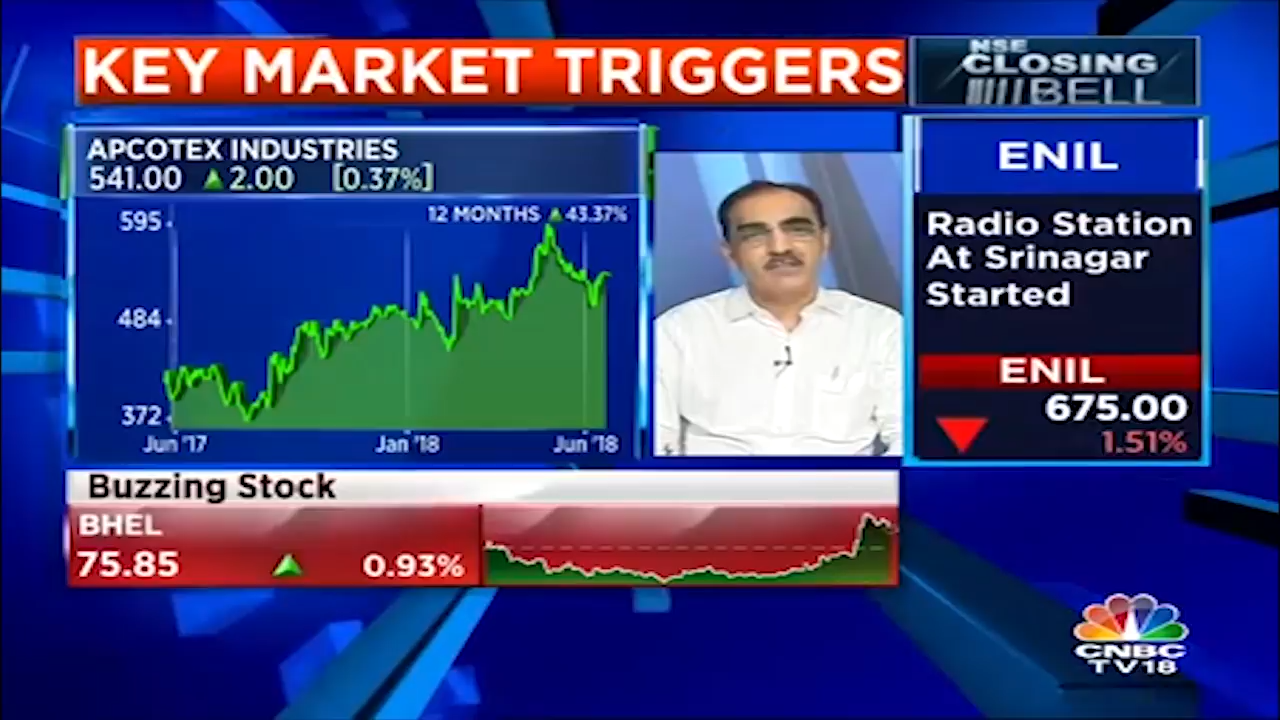 KEY MARKET TRIGGERS
NSE
CLOSING
BELL
APCOTEX INDUSTRIES
541.00 ▲ 2.00 [0.37%]
12 MONTHS ▲ 43.37%
595
484
372
Jun '17 Jan '18 Jun '18
ENIL
Radio Station
At Srinagar
Started
ENIL
675.00
1.51%
Buzzing Stock
BHEL
75.85 ▲ 0.93%
CNBC
TV18